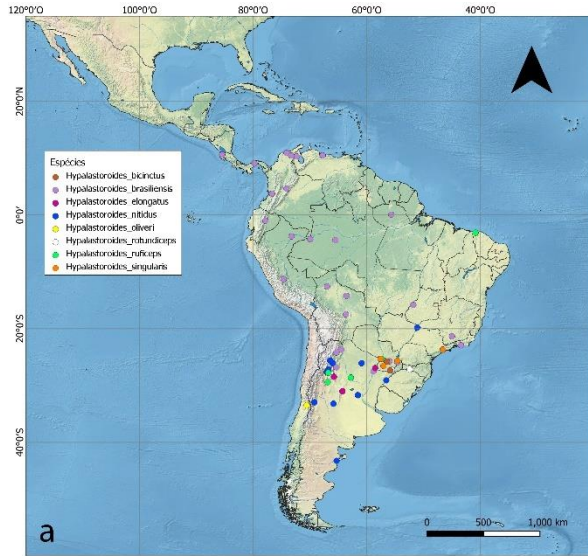 120°0'W 100°0'W 80°0'W 60°0'W 40°0'W
20°0'N
0°0'
20°0'S
40°0'S
Espécies
Hypalastoroides_bicinctus
Hypalastoroides_brasiliensis
Hypalastoroides_elongatus
Hypalastoroides_nitidus
Hypalastoroides_oliveri
Hypalastoroides_rotundiceps
Hypalastoroides_ruficeps
Hypalastoroides_singularis
a
0 500 1,000 km